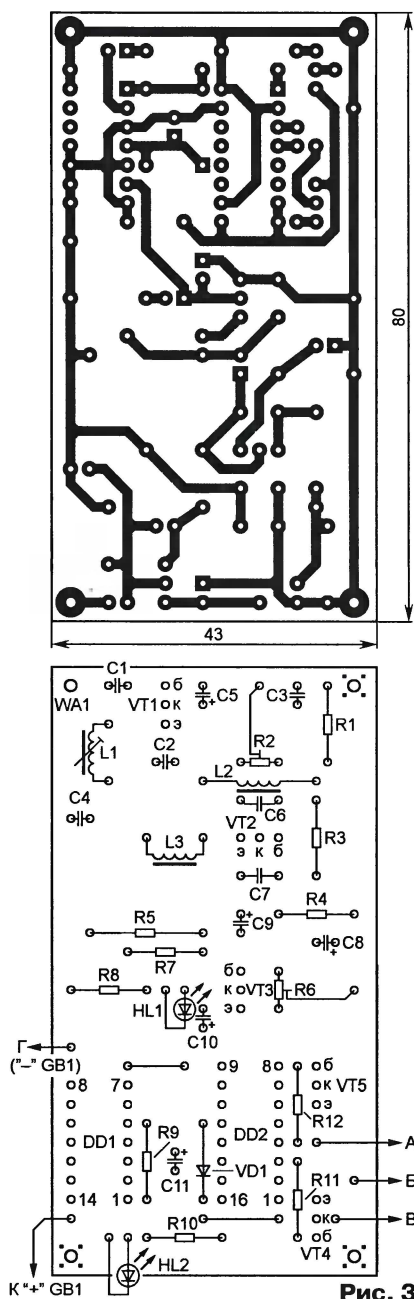 80
43
C1
WA1
VT1
б
к
э
C5
C3
R1
L1
C2
R2
L2
C4
C6
VT2
э к б
R3
L3
C7
R4
R5
C9
C8
R7
R8
б
к
э
VT3
R6
HL1
C10
Г
("–" GB1)
8
7
9
8
б
к
э
VT5
R12
А
DD1
R9
DD2
C11
VD1
R11
Б
14
1
16
1
э
к
б
В
R10
VT4
К "+" GB1
HL2
Рис. 3